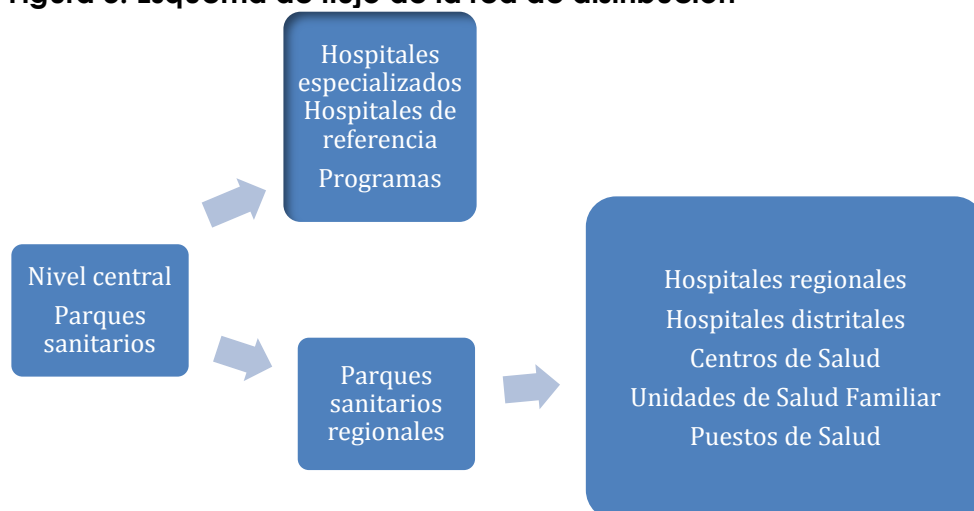 Hospitales
especializados
Hospitales de
referencia
Programas
Nivel central
Parques
sanitarios
Parques
sanitarios
regionales
Hospitales regionales
Hospitales distritales
Centros de Salud
Unidades de Salud Familiar
Puestos de Salud